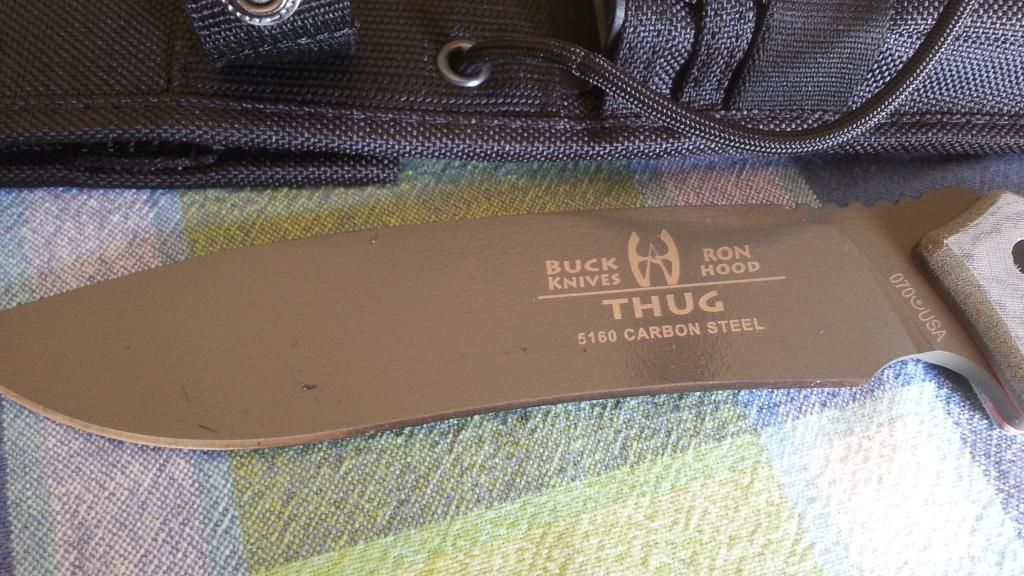 BUCK KNIVES
RON HOOD
THUG
5160 CARBON STEEL
070 USA